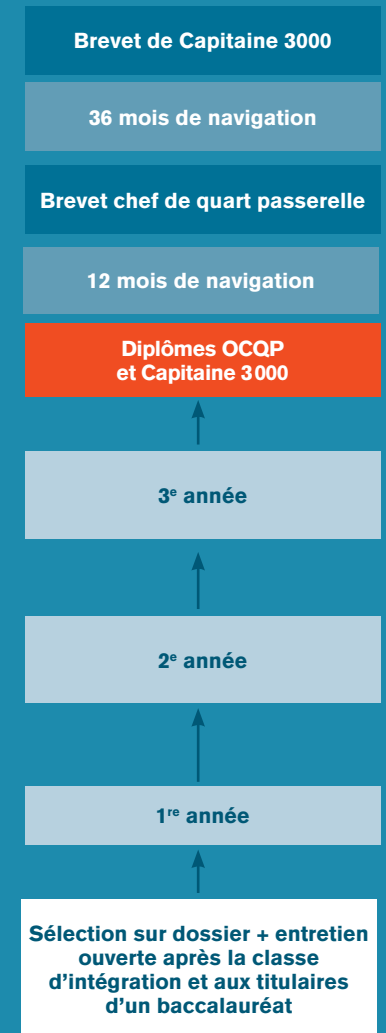 Brevet de Capitaine 3000
36 mois de navigation
Brevet chef de quart passerelle
12 mois de navigation
Diplômes OCQP
et Capitaine 3000
3e année
2e année
1re année
Sélection sur dossier + entretien
ouverte après la classe
d’intégration et aux titulaires
d’un baccalauréat